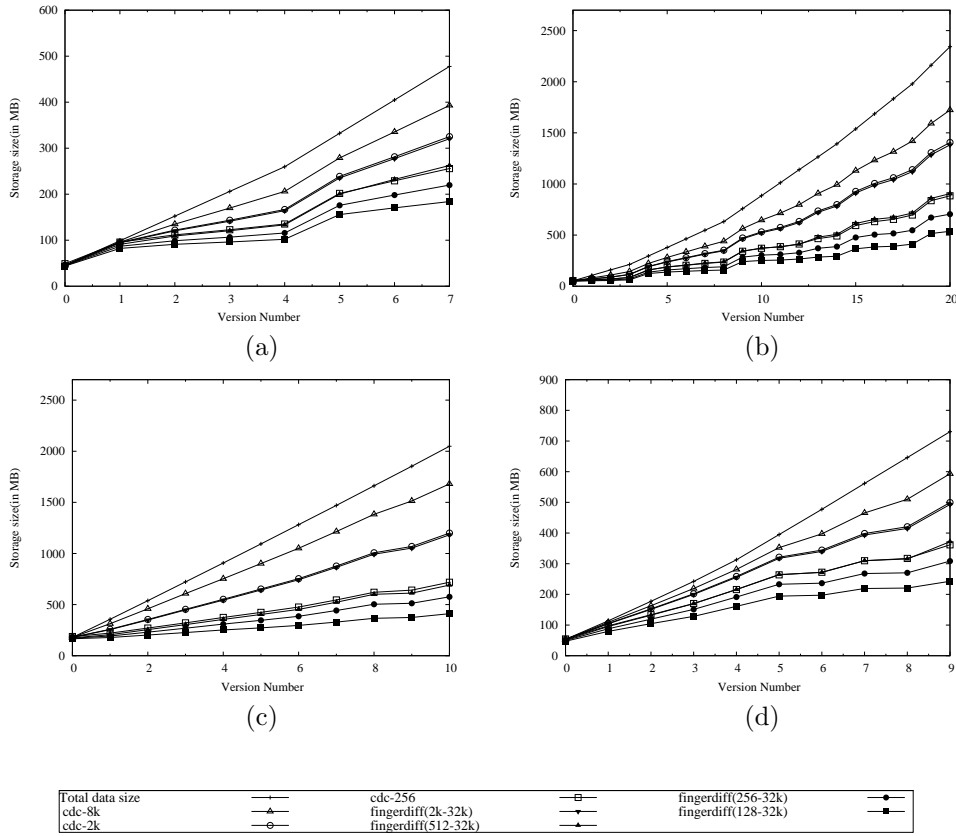 600
500
400
300
200
100
0
0 1 2 3 4 5 6 7
Storage size(in MB)
Version Number
(a)
2500
2000
1500
1000
500
0
0 5 10 15 20
Storage size(in MB)
Version Number
(b)
2500
2000
1500
1000
500
0
0 2 4 6 8 10
Storage size(in MB)
Version Number
(c)
900
800
700
600
500
400
300
200
100
0
0 1 2 3 4 5 6 7 8 9
Storage size(in MB)
Version Number
(d)
Total data size cdc-256 fingerdiff(256-32k)
cdc-8k fingerdiff(2k-32k) fingerdiff(128-32k)
cdc-2k fingerdiff(512-32k)